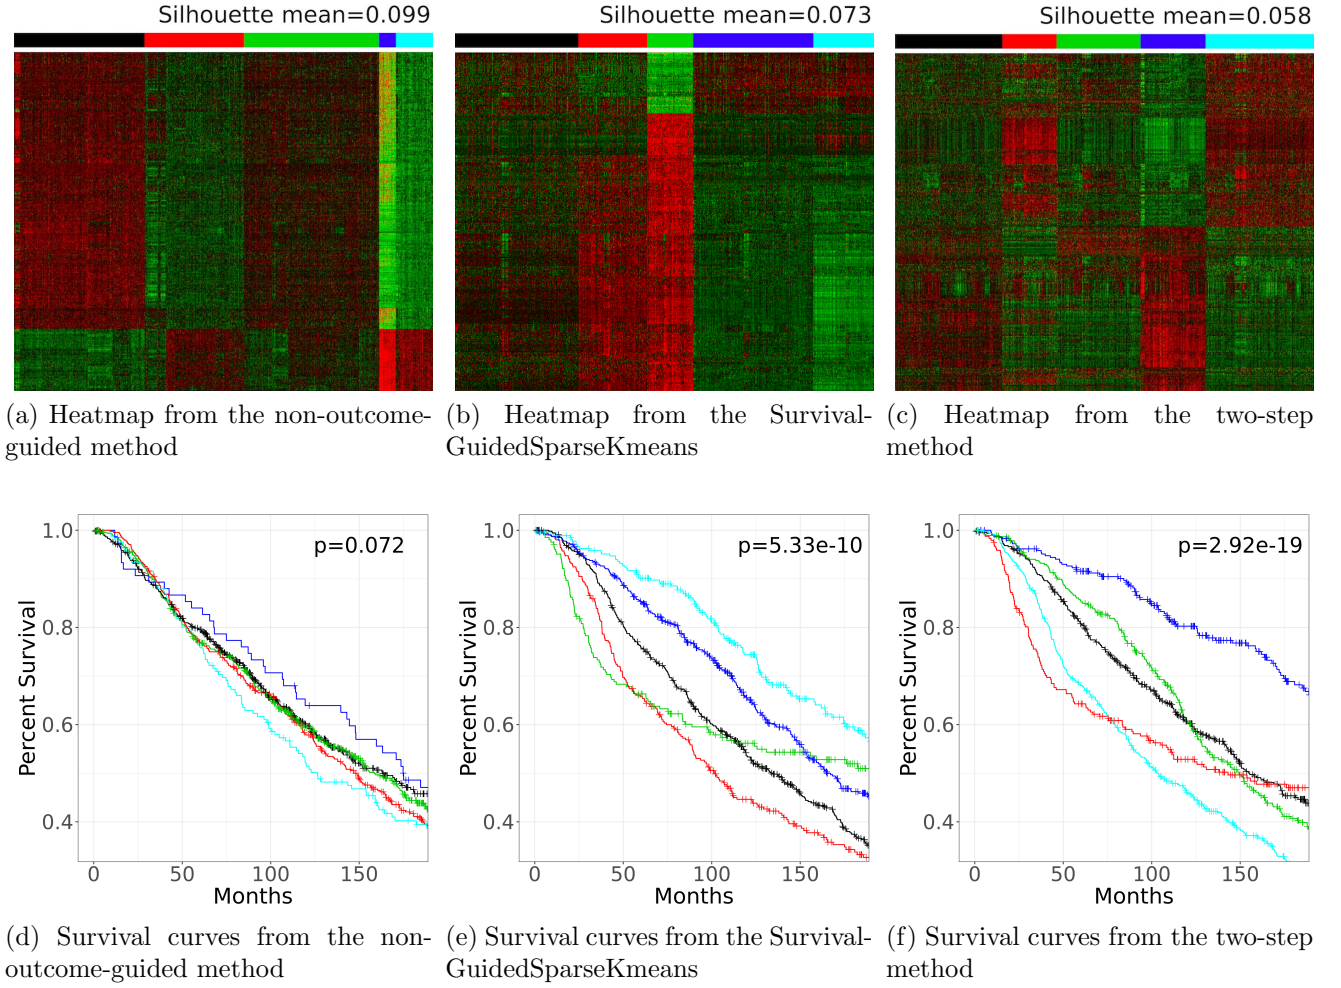 Silhouette mean=0.099
Silhouette mean=0.073
Silhouette mean=0.058
(a) Heatmap from the non-outcome-
guided method
(b) Heatmap from the Survival-
GuidedSparseKmeans
(c) Heatmap from the two-step
method
1.0
0.8
0.6
0.4
Percent Survival
p=0.072
0 50 100 150
Months
1.0
0.8
0.6
0.4
Percent Survival
p=5.33e-10
0 50 100 150
Months
1.0
0.8
0.6
0.4
Percent Survival
p=2.92e-19
0 50 100 150
Months
(d) Survival curves from the non-
outcome-guided method
(e) Survival curves from the Survival-
GuidedSparseKmeans
(f) Survival curves from the two-step
method